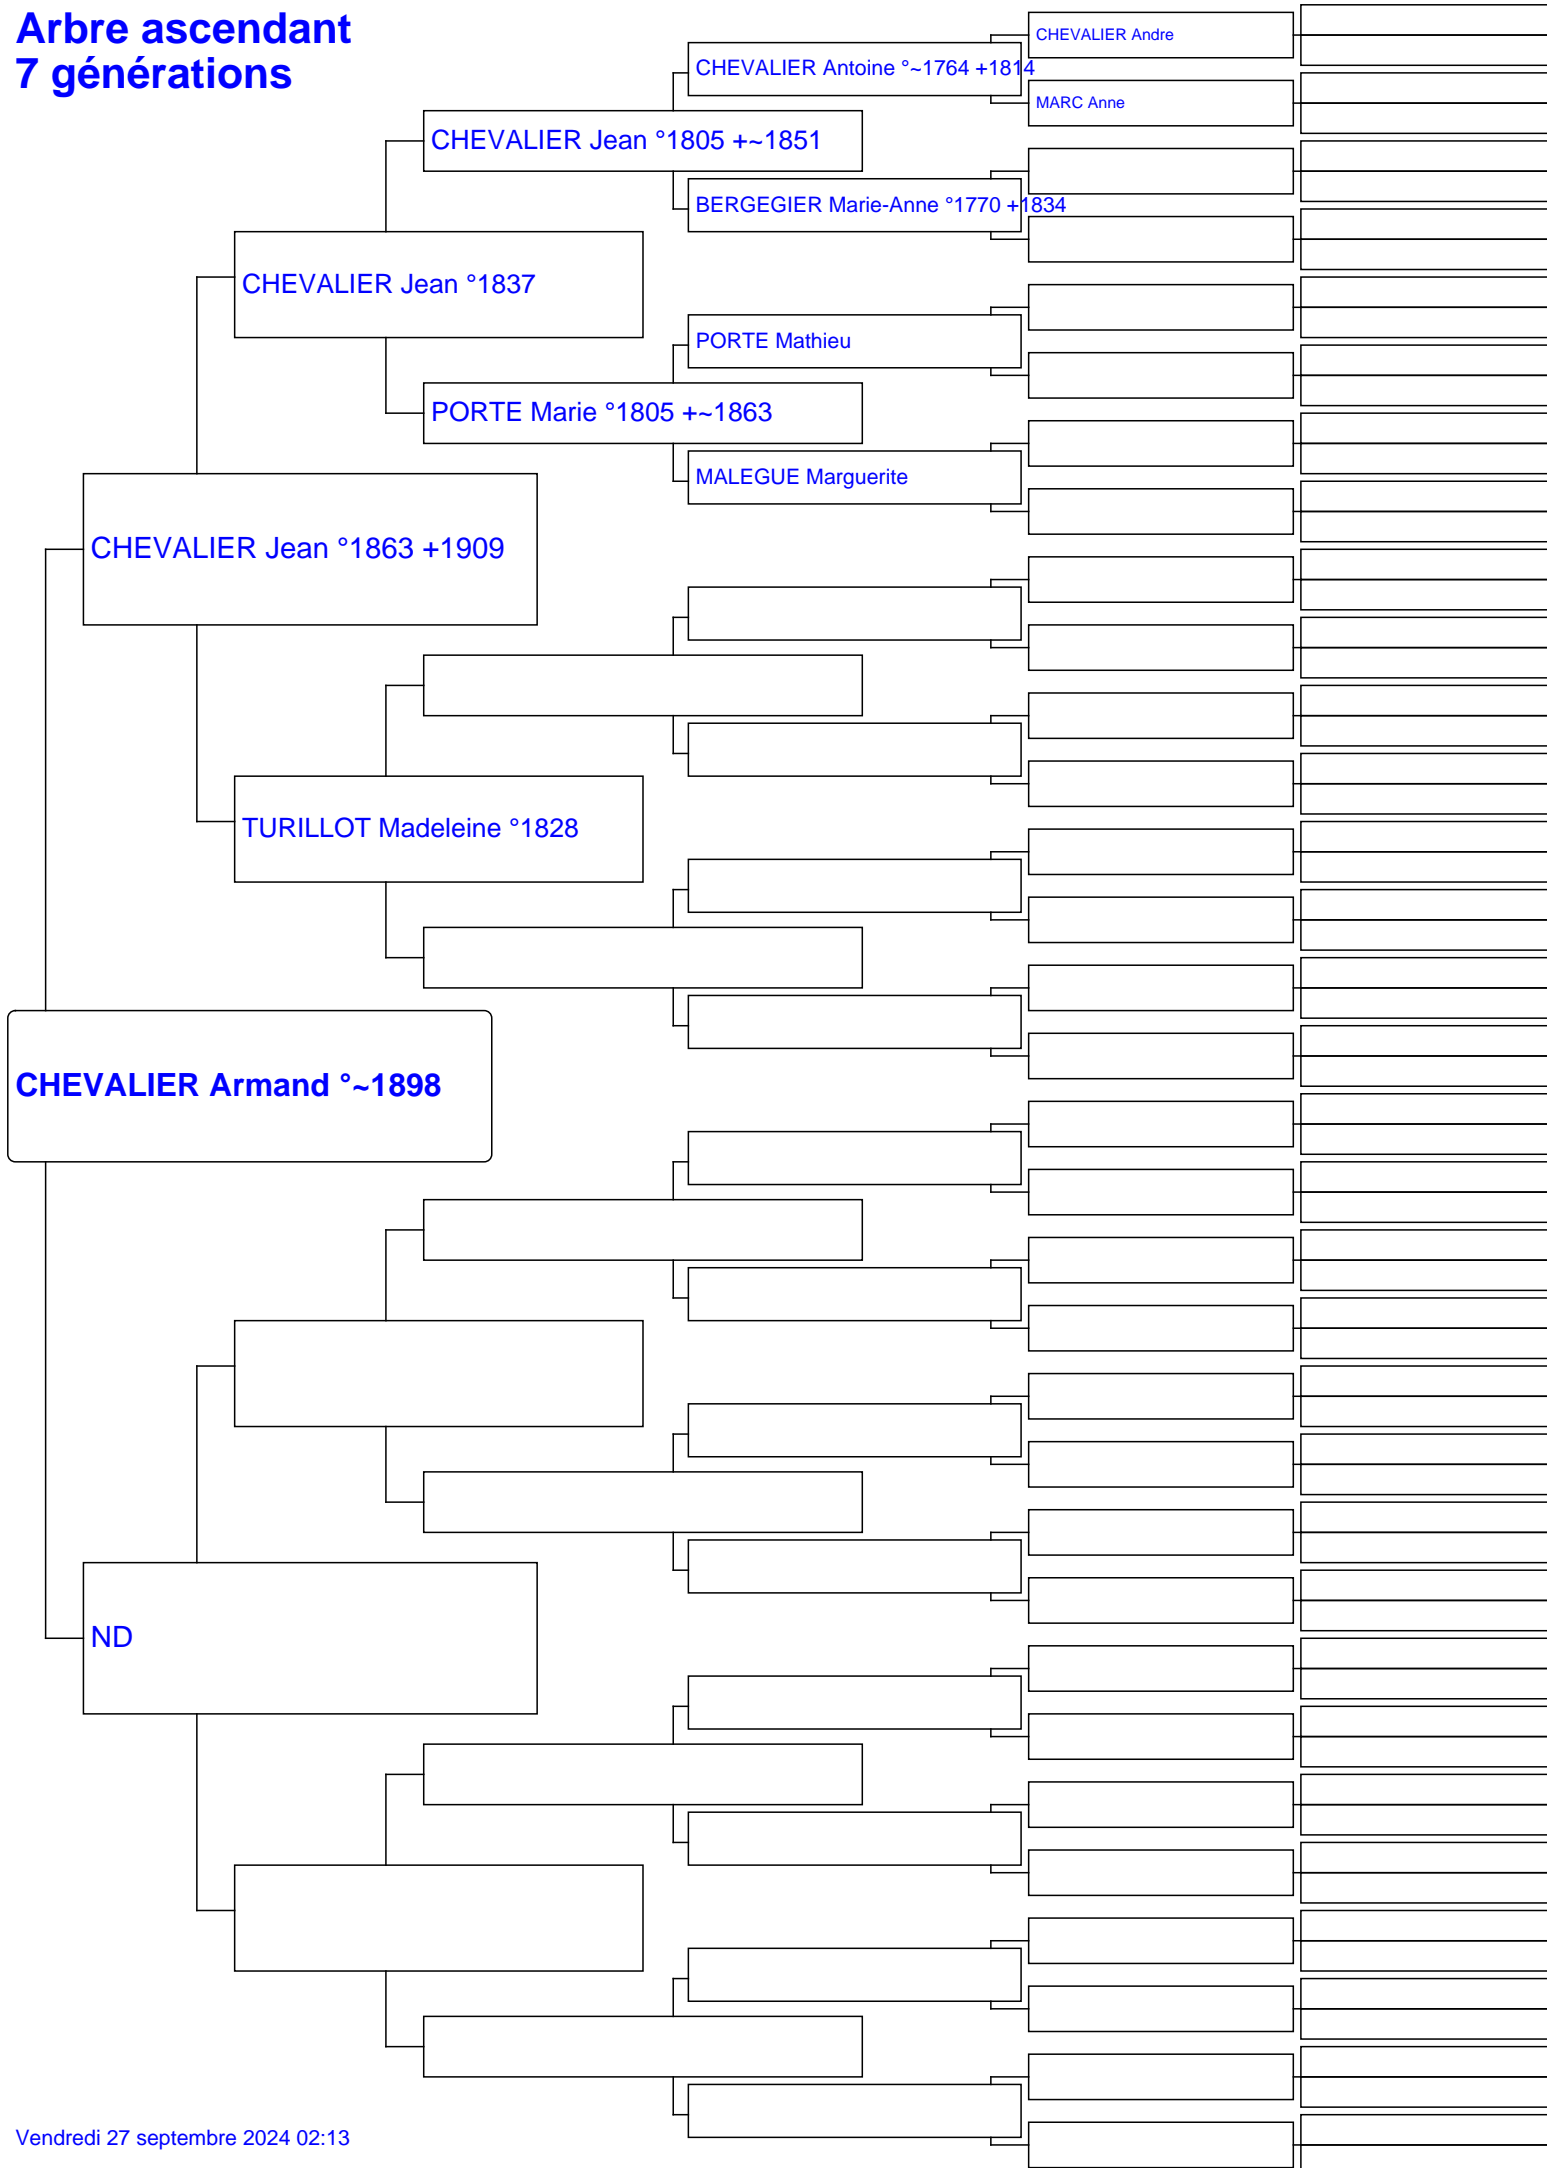 Arbre ascendant
7 générations
CHEVALIER Andre
CHEVALIER Antoine °~1764 +1814
MARC Anne
CHEVALIER Jean °1805 +~1851
BERGEGIER Marie-Anne °1770 +1834
CHEVALIER Jean °1837
PORTE Mathieu
PORTE Marie °1805 +~1863
MALEGUE Marguerite
CHEVALIER Jean °1863 +1909
TURILLOT Madeleine °1828
CHEVALIER Armand °~1898
ND
Vendredi 27 septembre 2024 02:13